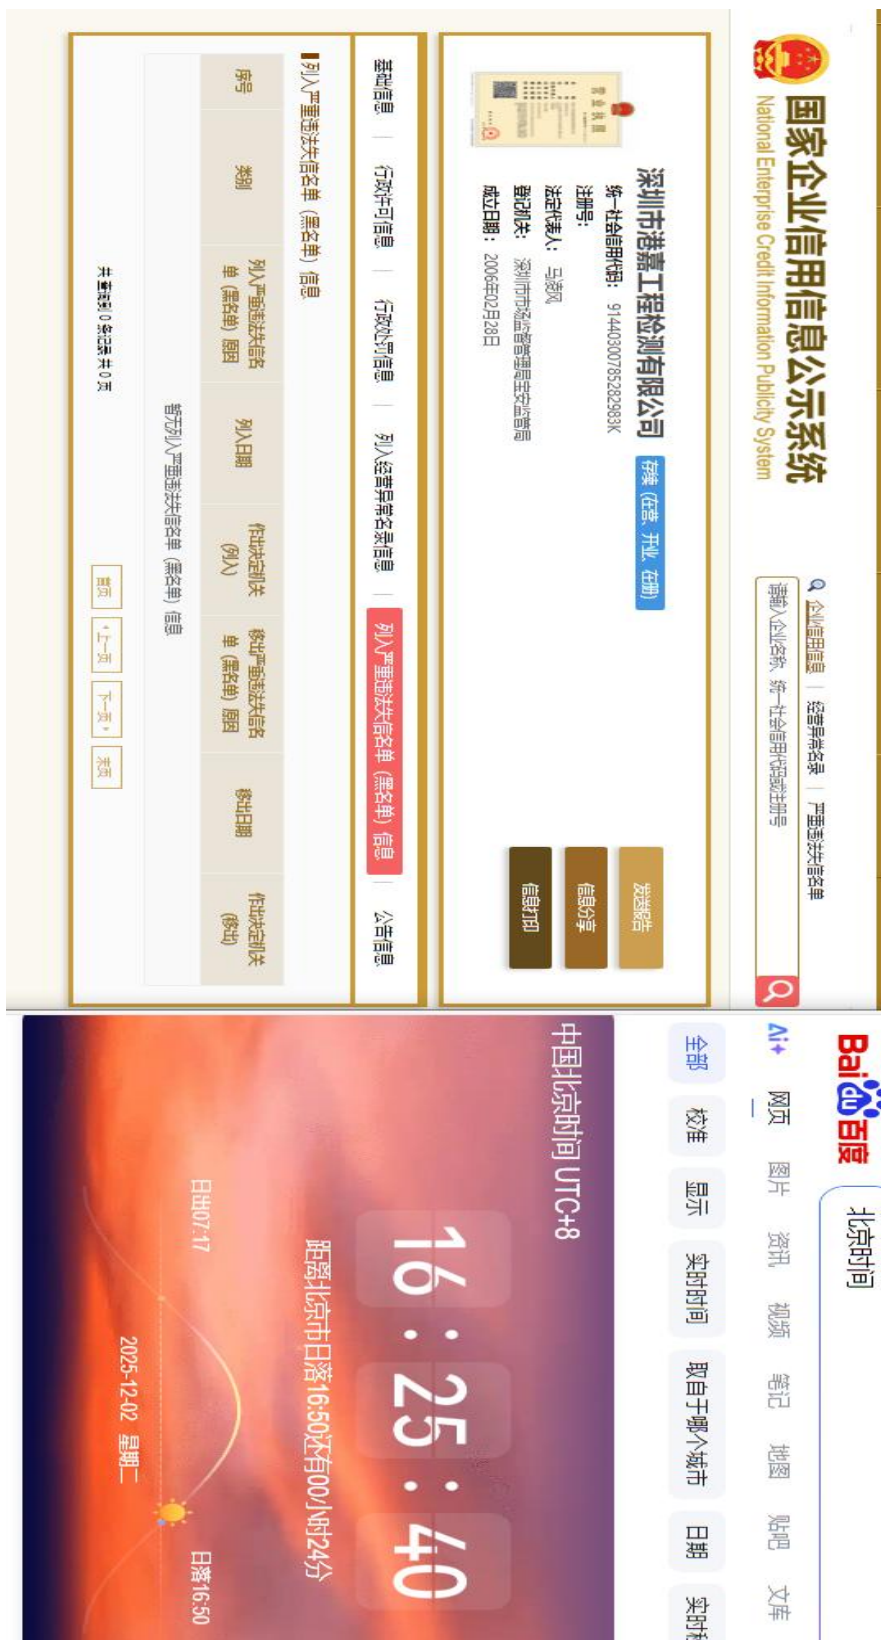 国家企业信用信息公示系统
National Enterprise Credit Information Publicity System
企业信用信息 | 经营异常名录 | 严重违法失信名单
请输入企业名称、统一社会信用代码或注册号
营业执照
深圳市港嘉工程检测有限公司 存续（在营、开业、在册）
统一社会信用代码： 91440300785282983K
注册号：
法定代表人： 马凌风
登记机关： 深圳市市场监督管理局宝安监管局
成立日期： 2006年02月28日
发送报告
信息分享
信息打印
基础信息 | 行政许可信息 | 行政处罚信息 | 列入经营异常名录信息 | 列入严重违法失信名单（黑名单）信息 | 公告信息
列入严重违法失信名单（黑名单）信息
序号 类别 列入严重违法失信名单（黑名单）原因 列入日期 作出决定机关(列入) 移出严重违法失信名单（黑名单）原因 移出日期 作出决定机关(移出)
暂无列入严重违法失信名单（黑名单）信息
共 查询到 0 条记录 共 0 页
首页 上一页 下一页 末页
Bai du 百度 北京时间
Ai+ 网页 图片 资讯 视频 笔记 地图 贴吧 文库
全部 校准 显示 实时时间 取自于哪个城市 日期 实时
中国北京时间 UTC+8
16:25:40
距离北京市日落16:50还有00小时24分
日出07:17 日落16:50
2025-12-02 星期二